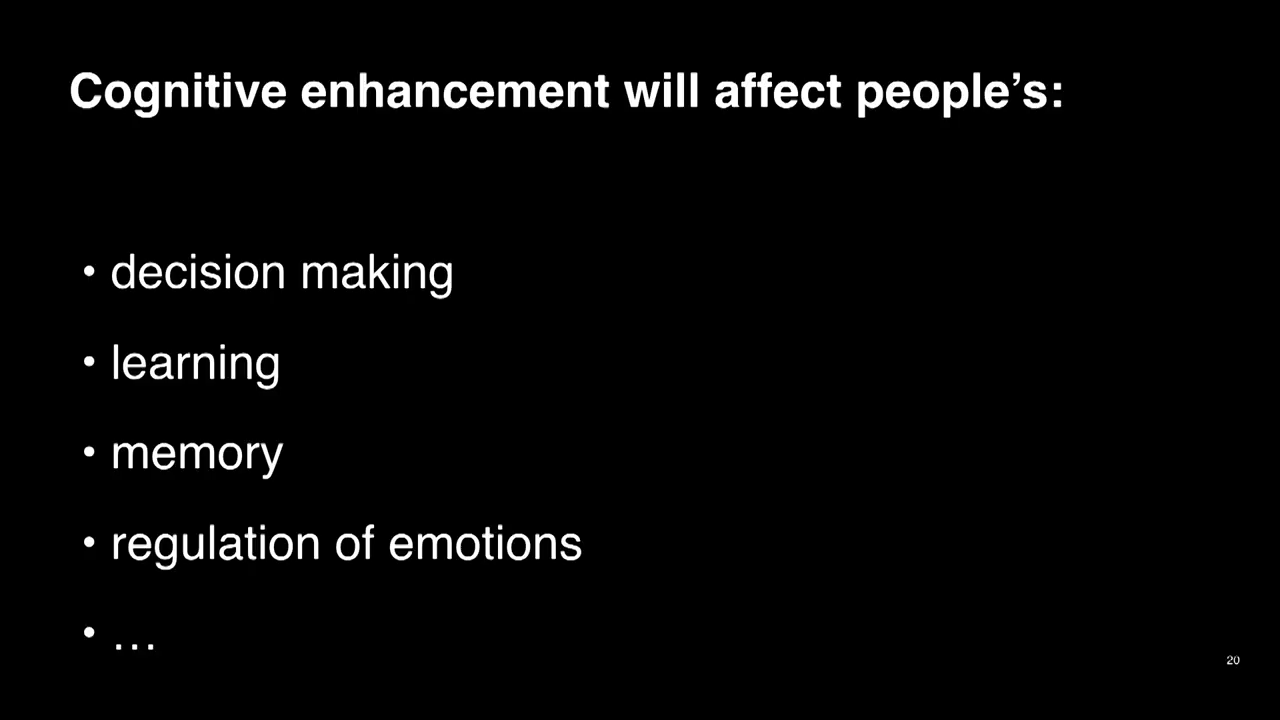 Cognitive enhancement will affect people’s:
• decision making
• learning
• memory
• regulation of emotions
• …
20